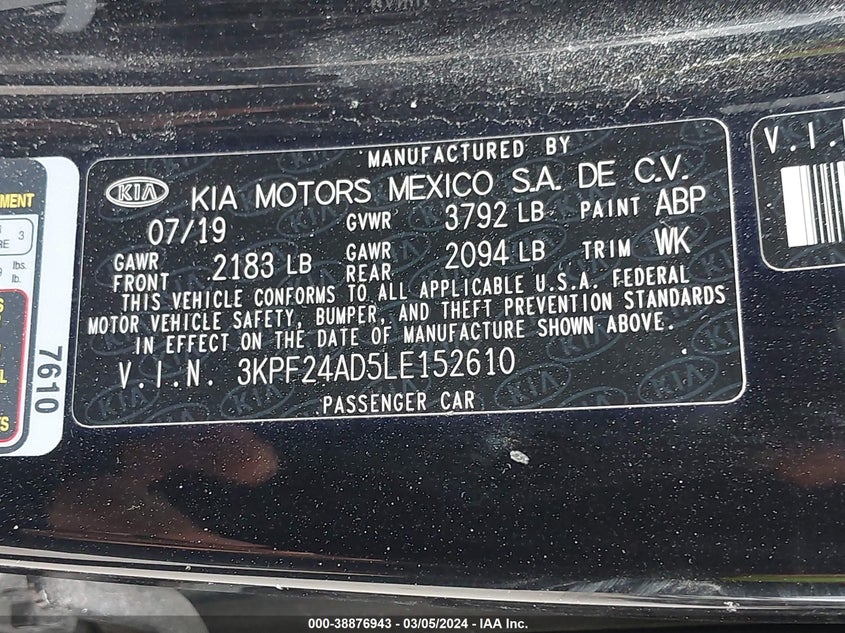 MANUFACTURED BY
KIA KIA MOTORS MEXICO S.A. DE C.V.
07/19 GVWR 3792 LB PAINT ABP
GAWR FRONT 2183 LB GAWR REAR 2094 LB TRIM WK
THIS VEHICLE CONFORMS TO ALL APPLICABLE U.S.A. FEDERAL
MOTOR VEHICLE SAFETY, BUMPER, AND THEFT PREVENTION STANDARDS
IN EFFECT ON THE DATE OF MANUFACTURE SHOWN ABOVE.
V.I.N. 3KPF24AD5LE152610
PASSENGER CAR
3
lbs.
lb.
7610
V.I.
000-38876943 — 03/05/2024 — IAA Inc.